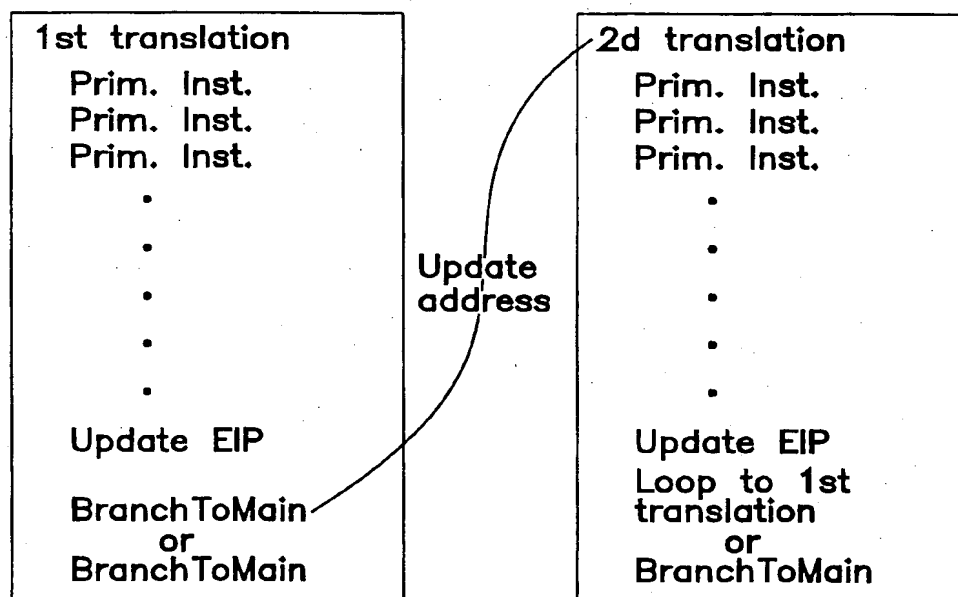 1st translation
Prim. Inst.
Prim. Inst.
Prim. Inst.
Update EIP
BranchToMain
or
BranchToMain
Update
address
2d translation
Prim. Inst.
Prim. Inst.
Prim. Inst.
Update EIP
Loop to 1st
translation
or
BranchToMain